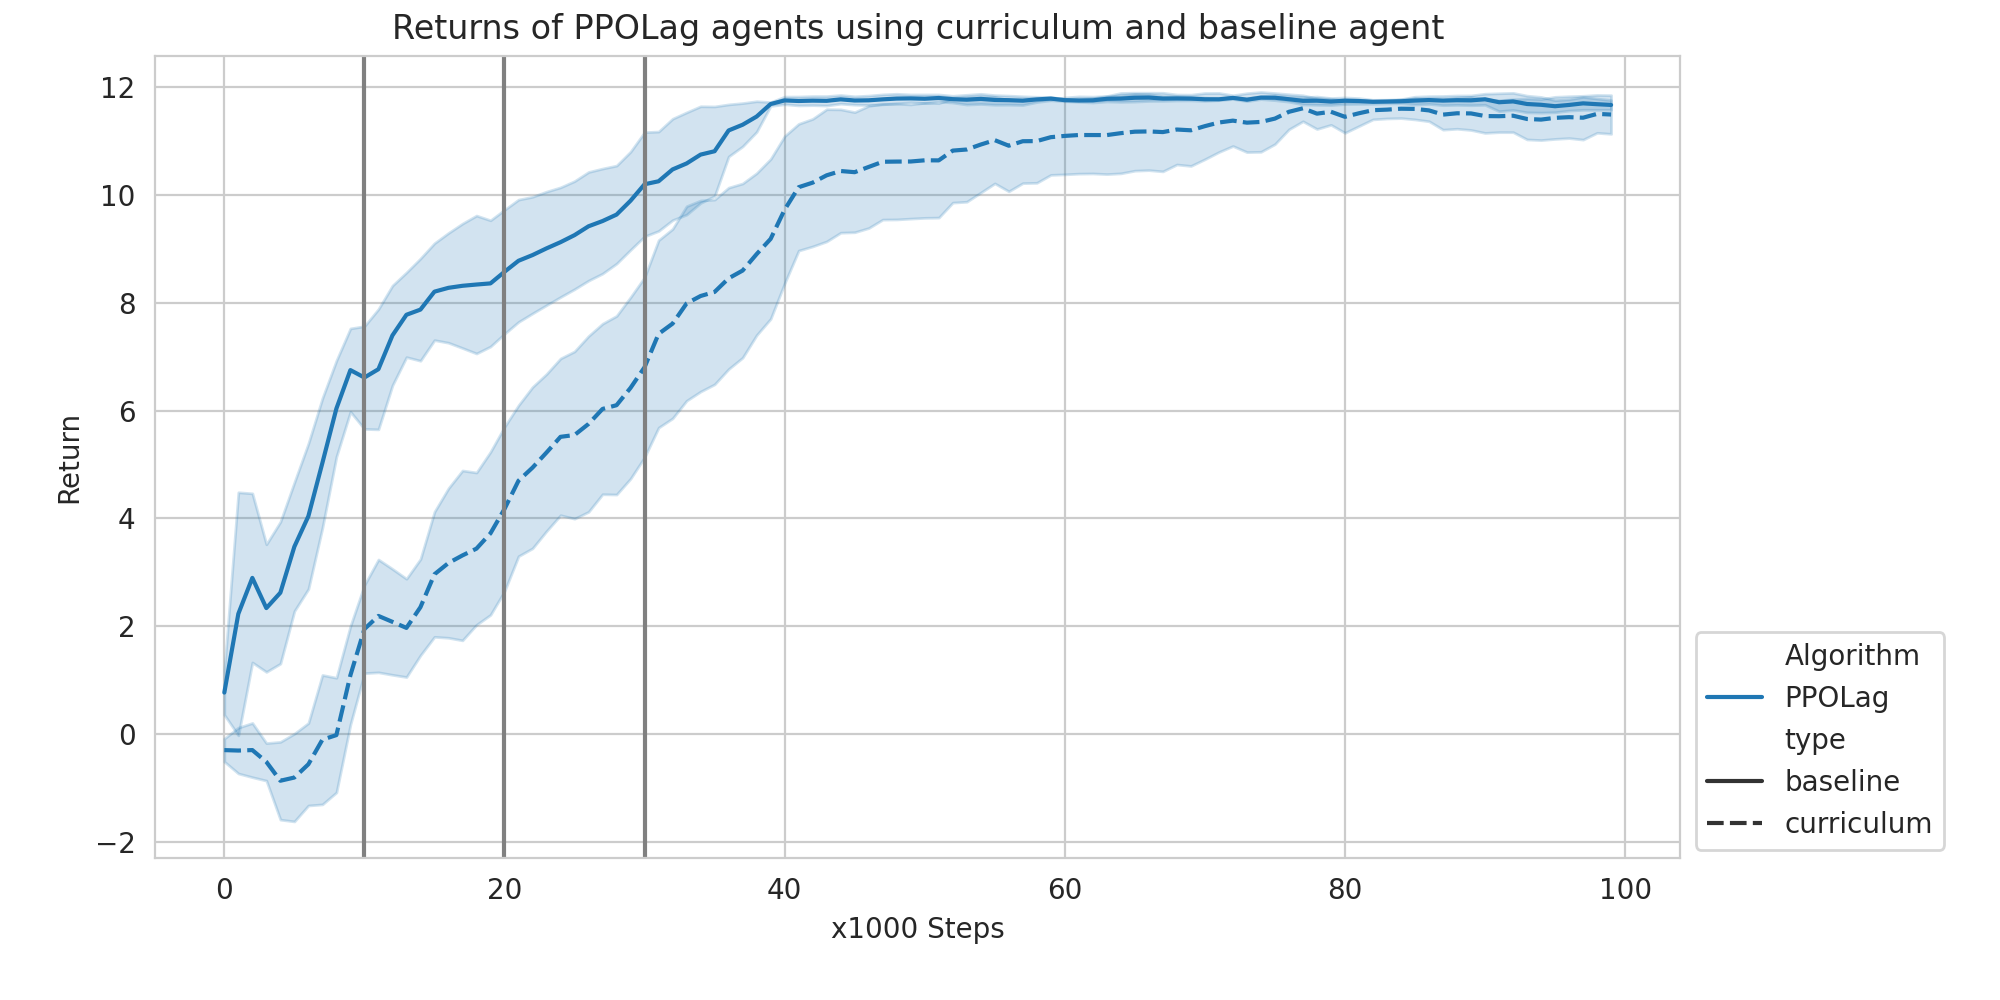 Returns of PPOLag agents using curriculum and baseline agent
12
10
8
6
4
2
0
−2
Return
0 20 40 60 80 100
x1000 Steps
Algorithm
PPOLag
type
baseline
curriculum